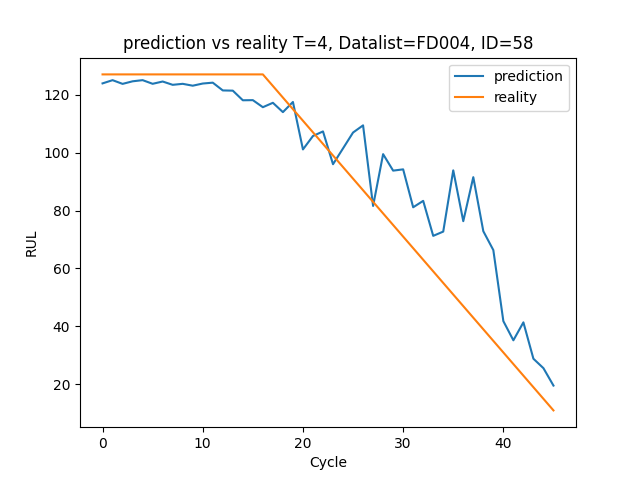 prediction vs reality T=4, Datalist=FD004, ID=58
prediction
reality
120
100
80
60
40
20
RUL
0 10 20 30 40
Cycle